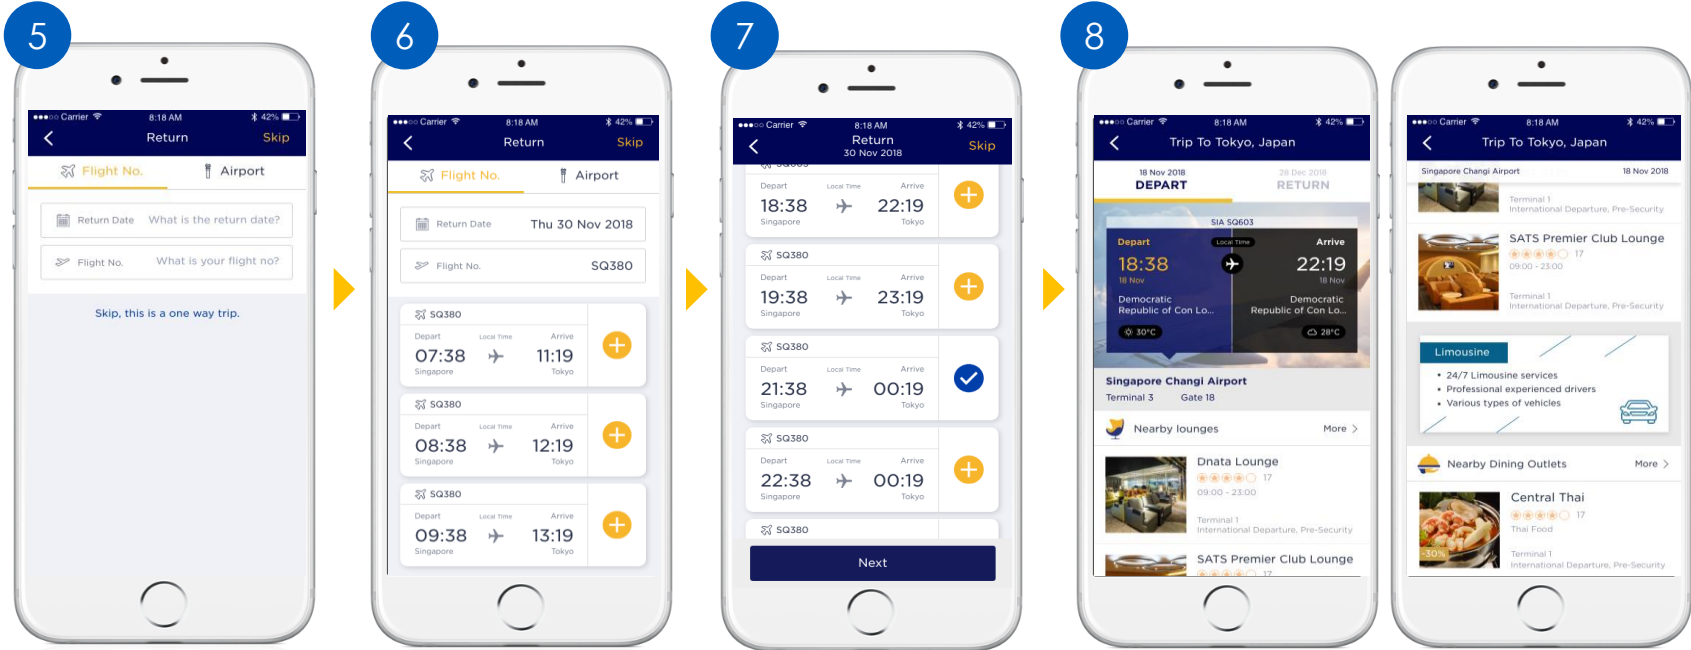 5
Carrier 8:18 AM 42%
Return Skip
Flight No. Airport
Return Date What is the return date?
Flight No. What is your flight no?
Skip, this is a one way trip.
6
Carrier 8:18 AM 42%
Return Skip
Flight No. Airport
Return Date Thu 30 Nov 2018
Flight No. SQ380
SQ380
Depart Local Time Arrive
07:38 11:19
Singapore Tokyo
SQ380
Depart Local Time Arrive
08:38 12:19
Singapore Tokyo
SQ380
Depart Local Time Arrive
09:38 13:19
Singapore Tokyo
7
Carrier 8:18 AM 42%
Return Skip
30 Nov 2018
Depart Local Time Arrive
18:38 22:19
Singapore Tokyo
SQ380
Depart Local Time Arrive
19:38 23:19
Singapore Tokyo
SQ380
Depart Local Time Arrive
21:38 00:19
Singapore Tokyo
SQ380
Depart Local Time Arrive
22:38 00:19
Singapore Tokyo
SQ380
Next
8
Carrier 8:18 AM 42%
Trip To Tokyo, Japan
18 Nov 2018 28 Dec 2018
DEPART RETURN
SIA SQ603
Depart Local Time Arrive
18:38 22:19
18 Nov 18 Nov
Democratic Democratic
Republic of Con Lo... Republic of Con Lo...
30°C 28°C
Singapore Changi Airport
Terminal 3 Gate 18
Nearby lounges More
Dnata Lounge
17
09:00 - 23:00
Terminal 1
International Departure, Pre-Security
SATS Premier Club Lounge
17
Carrier 8:18 AM 42%
Trip To Tokyo, Japan
Singapore Changi Airport 18 Nov 2018
Terminal 1
International Departure, Pre-Security
SATS Premier Club Lounge
17
09:00 - 23:00
Terminal 1
International Departure, Pre-Security
Limousine
• 24/7 Limousine services
• Professional experienced drivers
• Various types of vehicles
Nearby Dining Outlets More
Central Thai
17
Thai Food
-30%
Terminal 1
International Departure, Pre-Security